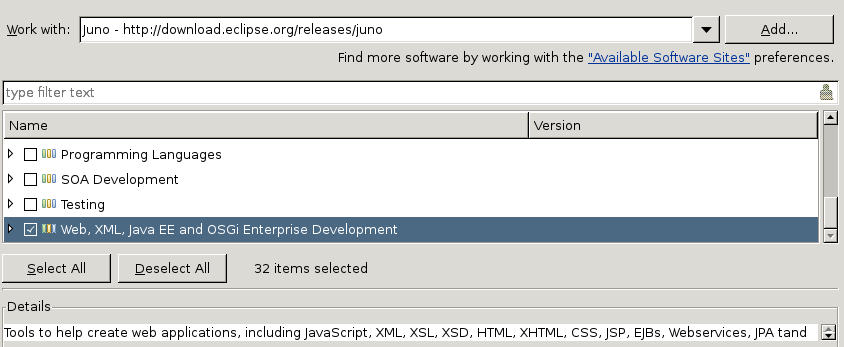 Work with: Juno - http://download.eclipse.org/releases/juno Add...
Find more software by working with the "Available Software Sites" preferences.
type filter text
Name Version
Programming Languages
SOA Development
Testing
Web, XML, Java EE and OSGi Enterprise Development
Select All Deselect All 32 items selected
Details
Tools to help create web applications, including JavaScript, XML, XSL, XSD, HTML, XHTML, CSS, JSP, EJBs, Webservices, JPA tand